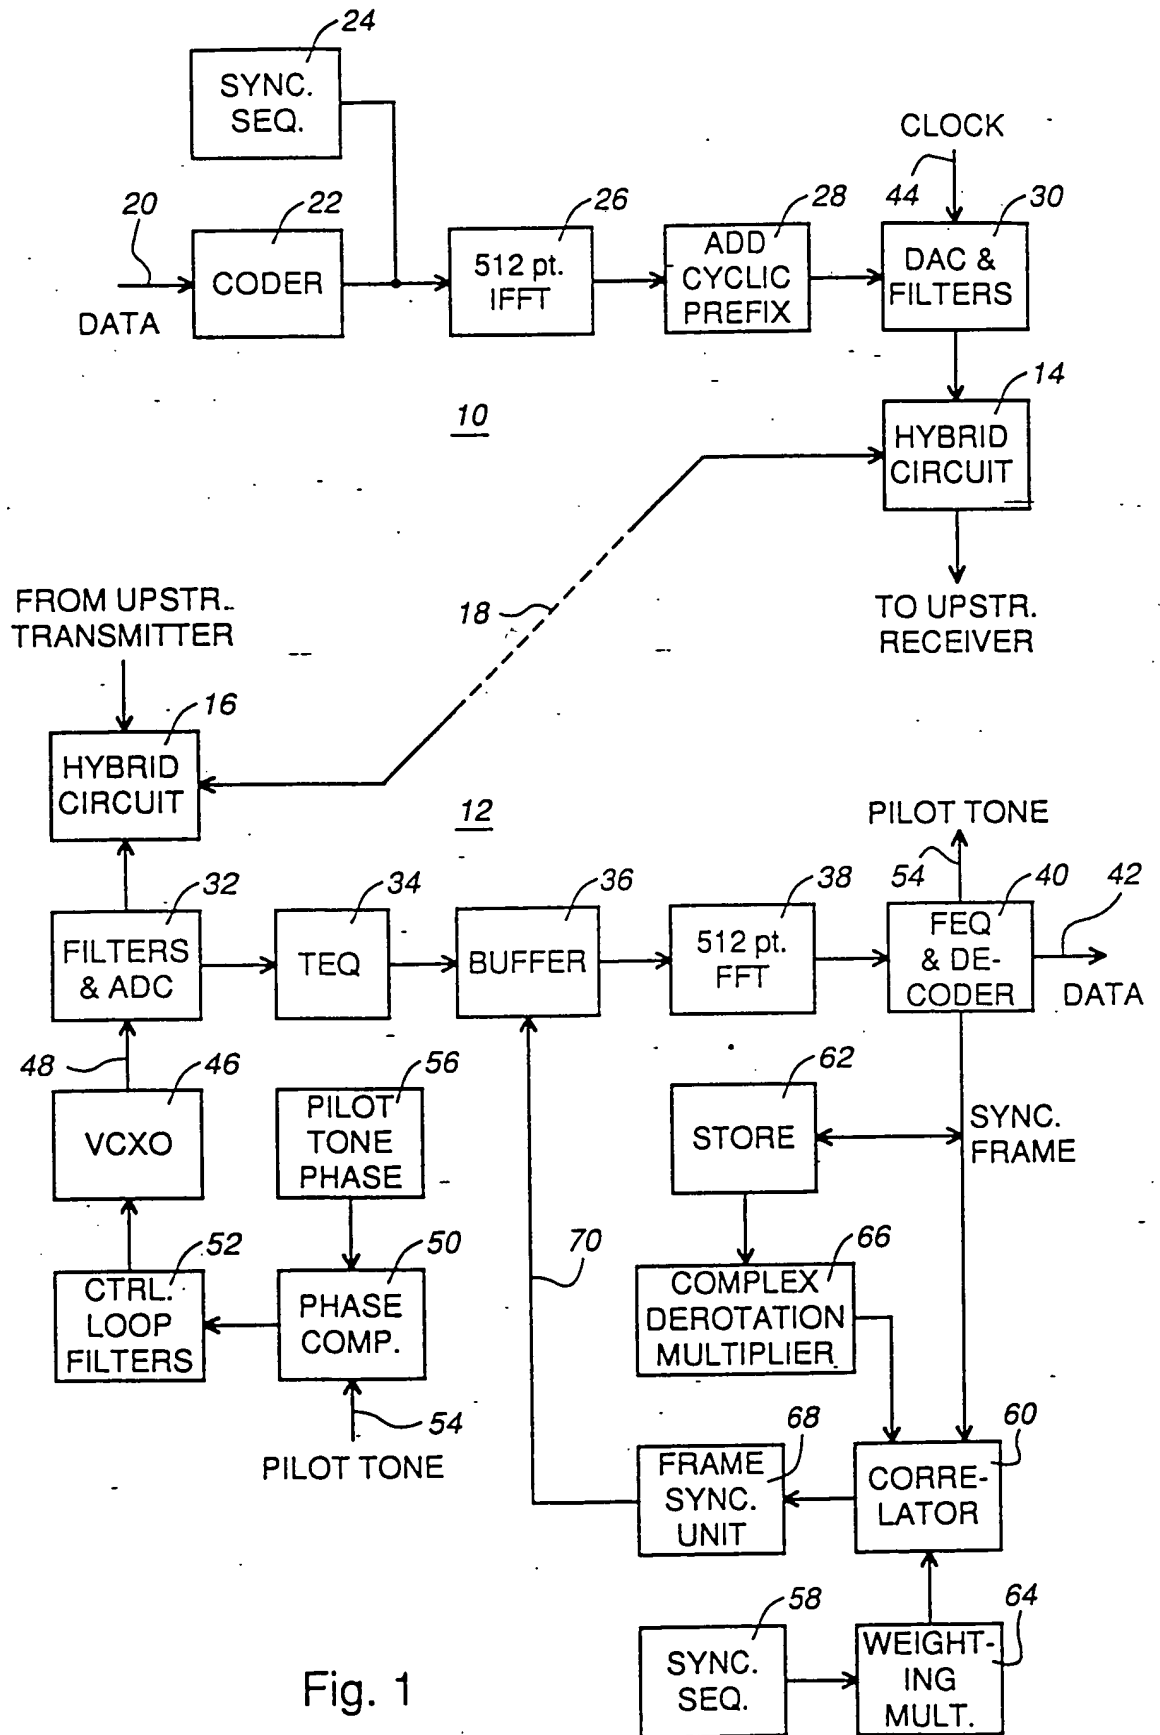 24
SYNC.
SEQ.
CLOCK
44
20
22
26
28
30
CODER
512 pt.
IFFT
ADD
CYCLIC
PREFIX
DAC &
FILTERS
DATA
14
10
HYBRID
CIRCUIT
FROM UPSTR.
TRANSMITTER
18
TO UPSTR.
RECEIVER
16
HYBRID
CIRCUIT
12
PILOT TONE
54
32
34
36
38
40
42
FILTERS
& ADC
TEQ
BUFFER
512 pt.
FFT
FEQ
& DE-
CODER
DATA
48
46
56
62
VCXO
PILOT
TONE
PHASE
STORE
SYNC.
FRAME
52
50
70
66
CTRL.
LOOP
FILTERS
PHASE
COMP.
COMPLEX
DEROTATION
MULTIPLIER
54
PILOT TONE
68
60
FRAME
SYNC.
UNIT
CORRE-
LATOR
58
64
SYNC.
SEQ.
WEIGHT-
ING
MULT.
Fig. 1